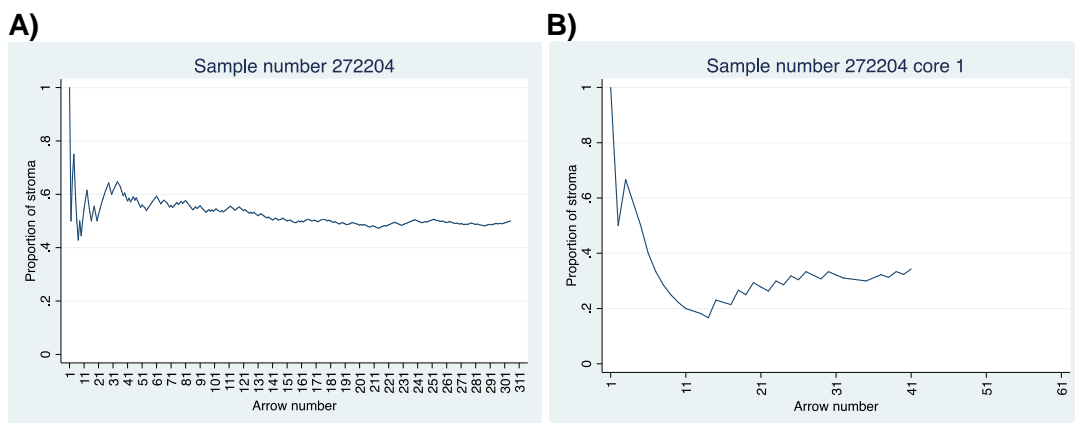 A)
Sample number 272204
Proportion of stroma
1
.8
.6
.4
.2
0
1 11 21 31 41 51 61 71 81 91 101 111 121 131 141 151 161 171 181 191 201 211 221 231 241 251 261 271 281 291 301 311
Arrow number
B)
Sample number 272204 core 1
Proportion of stroma
1
.8
.6
.4
.2
0
1 11 21 31 41 51 61
Arrow number